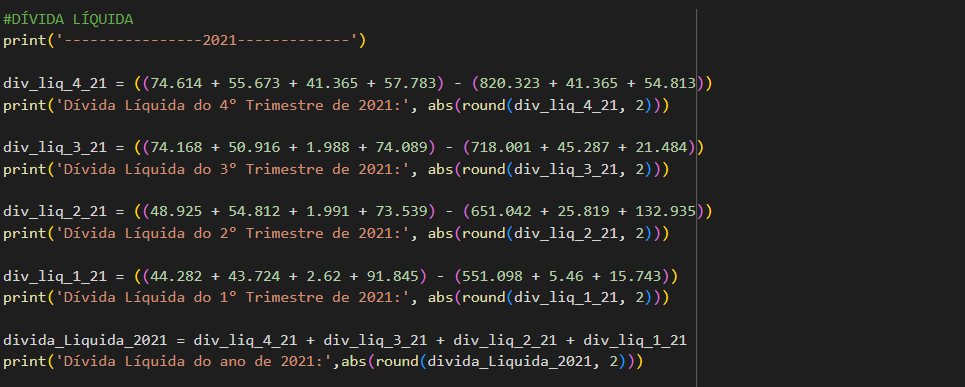 #DÍVIDA LÍQUIDA
print('----------------2021-------------')
div_liq_4_21 = ((74.614 + 55.673 + 41.365 + 57.783) - (820.323 + 41.365 + 54.813))
print('Dívida Líquida do 4º Trimestre de 2021:', abs(round(div_liq_4_21, 2)))
div_liq_3_21 = ((74.168 + 50.916 + 1.988 + 74.089) - (718.001 + 45.287 + 21.484))
print('Dívida Líquida do 3º Trimestre de 2021:', abs(round(div_liq_3_21, 2)))
div_liq_2_21 = ((48.925 + 54.812 + 1.991 + 73.539) - (651.042 + 25.819 + 132.935))
print('Dívida Líquida do 2º Trimestre de 2021:', abs(round(div_liq_2_21, 2)))
div_liq_1_21 = ((44.282 + 43.724 + 2.62 + 91.845) - (551.098 + 5.46 + 15.743))
print('Dívida Líquida do 1º Trimestre de 2021:', abs(round(div_liq_1_21, 2)))
divida_Liquida_2021 = div_liq_4_21 + div_liq_3_21 + div_liq_2_21 + div_liq_1_21
print('Dívida Líquida do ano de 2021:',abs(round(divida_Liquida_2021, 2)))